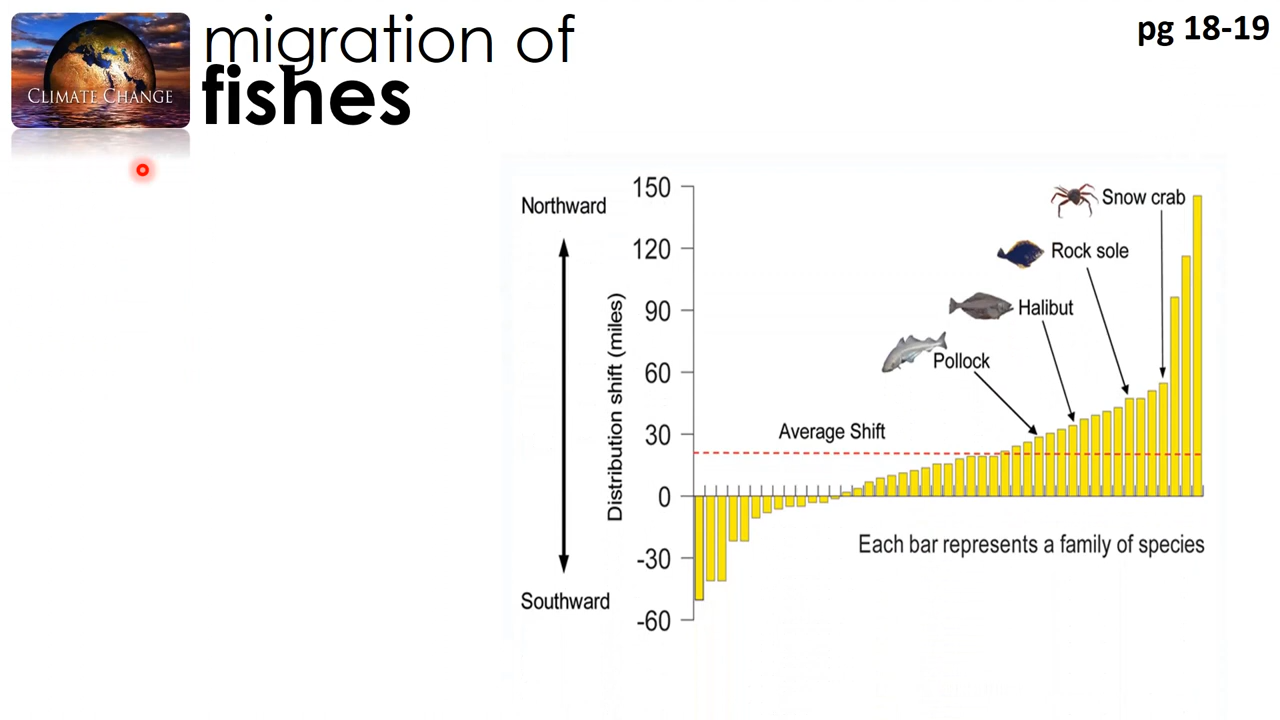 CLIMATE CHANGE
migration of
fishes
pg 18-19
Northward
Southward
Distribution shift (miles)
150
120
90
60
30
0
-30
-60
Snow crab
Rock sole
Halibut
Pollock
Average Shift
Each bar represents a family of species